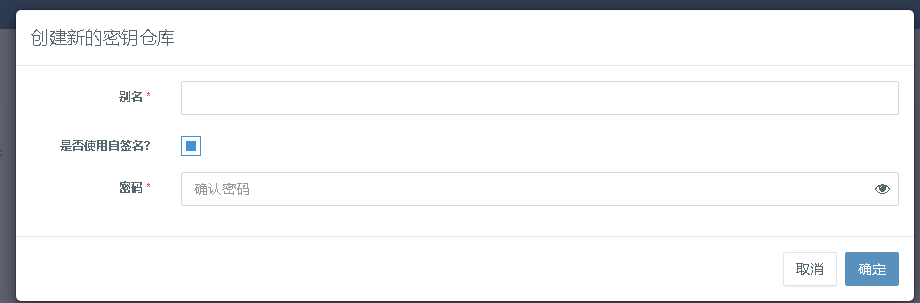 创建新的密钥仓库
别名 *
是否使用自签名?
密码 *
确认密码
取消 确定